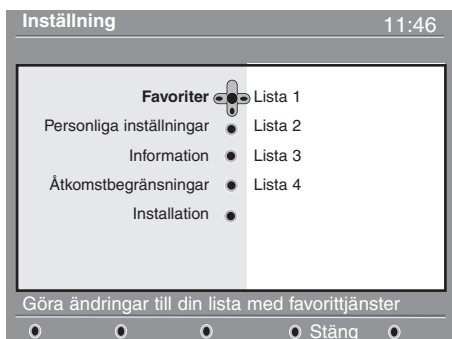 Inställning 11:46
Favoriter Lista 1
Personliga inställningar Lista 2
Information Lista 3
Åtkomstbegränsningar Lista 4
Installation
Göra ändringar till din lista med favorittjänster
Stäng